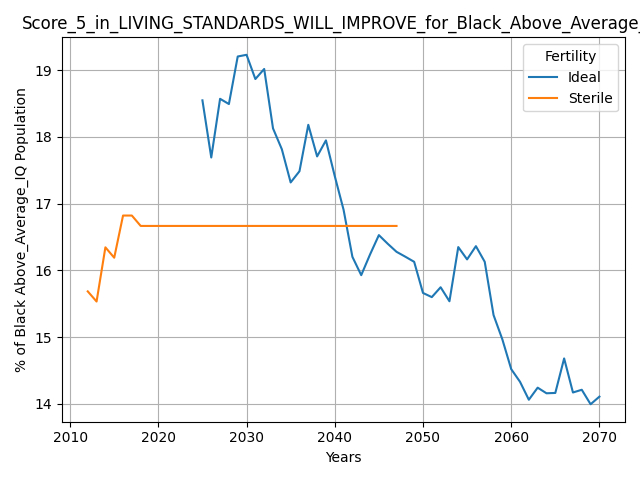 Score_5_in_LIVING_STANDARDS_WILL_IMPROVE_for_Black_Above_Average_
Fertility
Ideal
Sterile
% of Black Above_Average_IQ Population
19
18
17
16
15
14
2010 2020 2030 2040 2050 2060 2070
Years